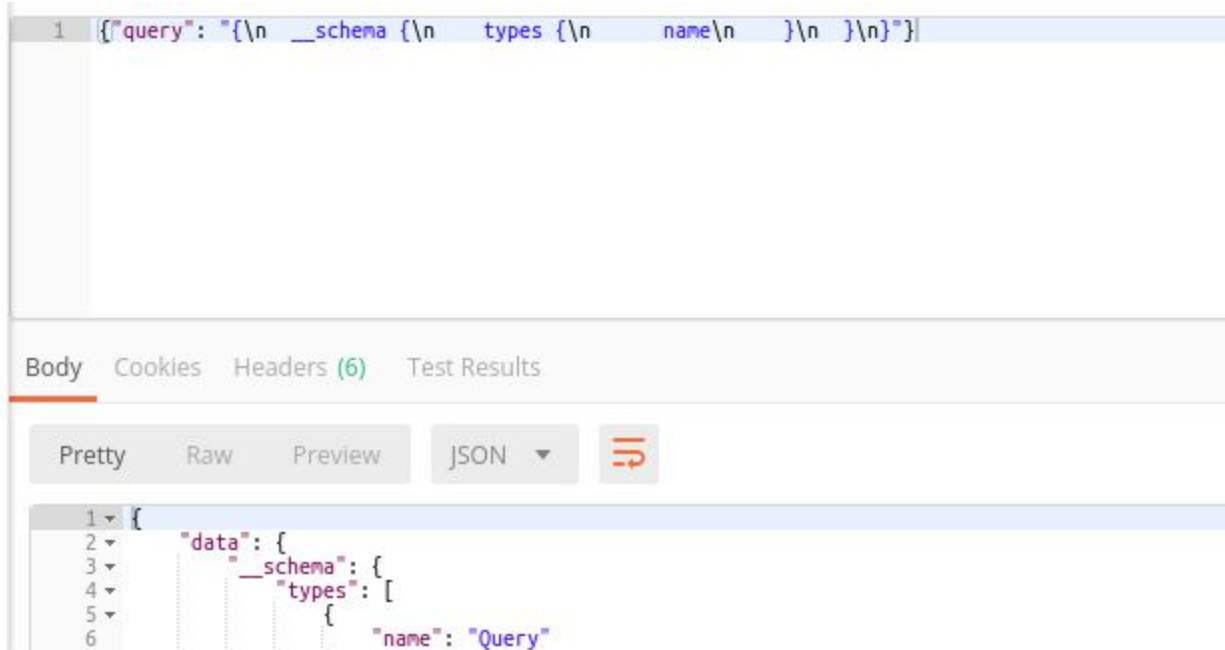 1 {"query": "{\n  __schema {\n    types {\n      name\n    }\n  }\n}"}
Body Cookies Headers (6) Test Results
Pretty Raw Preview JSON
1 {
2 "data": {
3 "__schema": {
4 "types": [
5 {
6 "name": "Query"